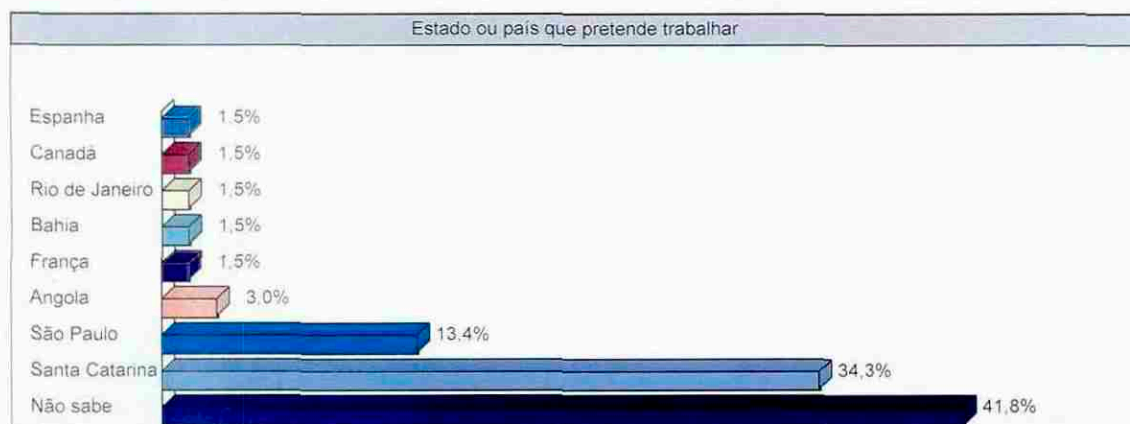 Estado ou país que pretende trabalhar
Espanha 1.5%
Canadá 1.5%
Rio de Janeiro 1,5%
Bahia 1,5%
França 1,5%
Angola 3.0%
São Paulo 13,4%
Santa Catarina 34,3%
Não sabe 41,8%